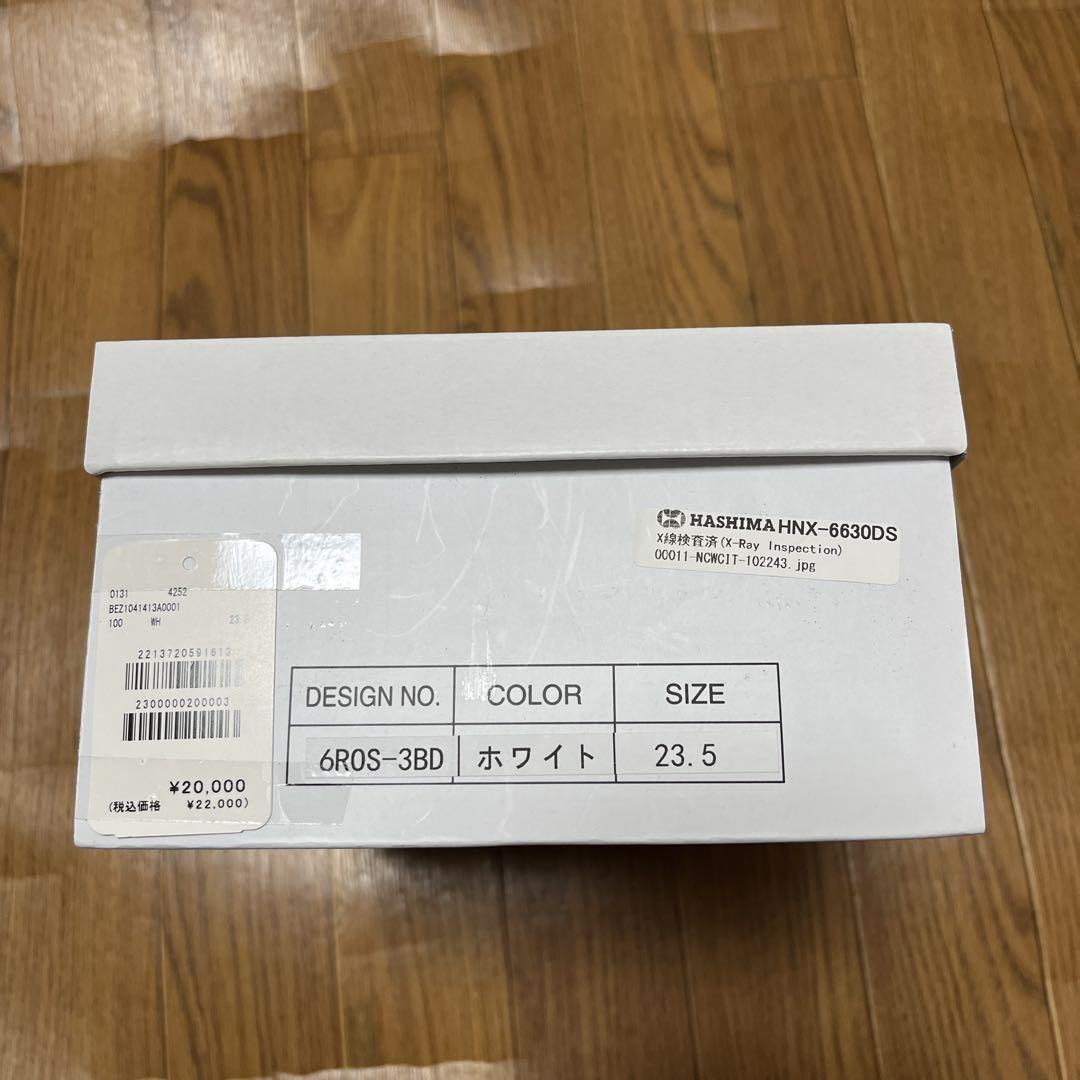 HASHIMA HNX-6630DS
X線検査済(X-Ray Inspection)
00011-NCWCIT-102243.jpg
0131 4252
BEZ1041413A0001
100 WH 23.5
2213720591613
2300000200003
¥20,000
(税込価格 ¥22,000)
DESIGN NO. COLOR SIZE
6R0S-3BD ホワイト 23.5